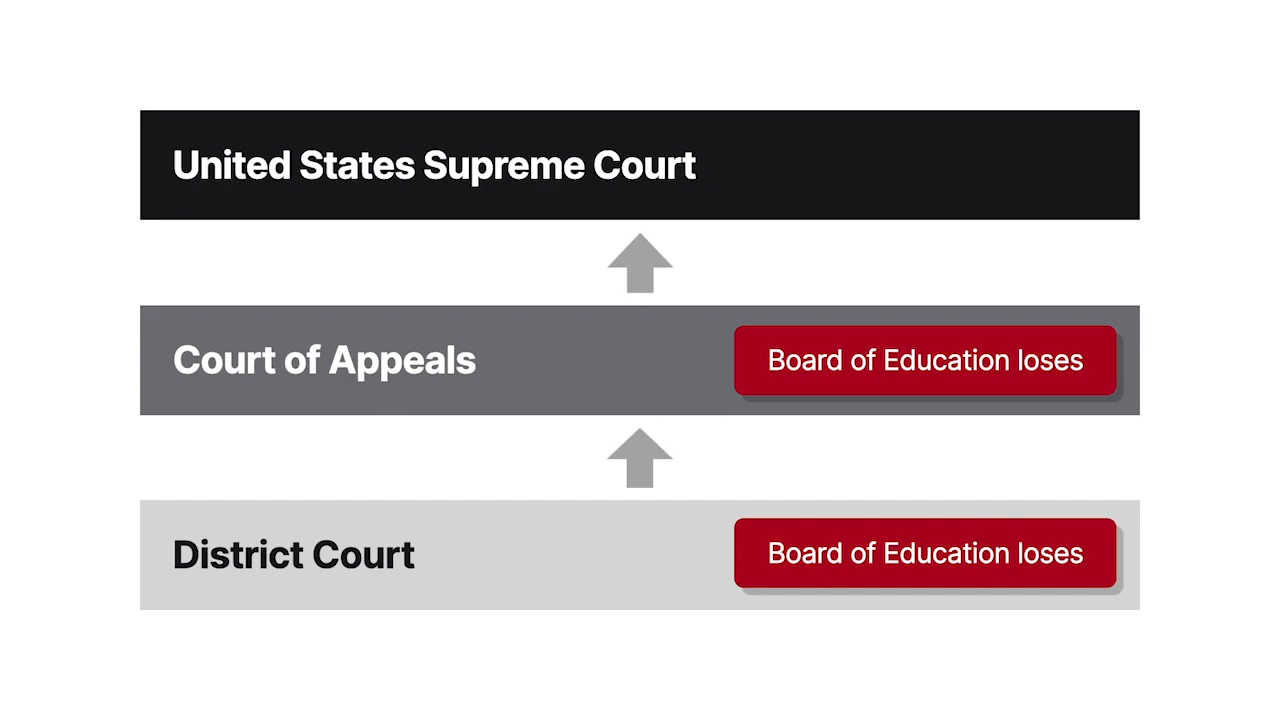 United States Supreme Court
Court of Appeals
Board of Education loses
District Court
Board of Education loses